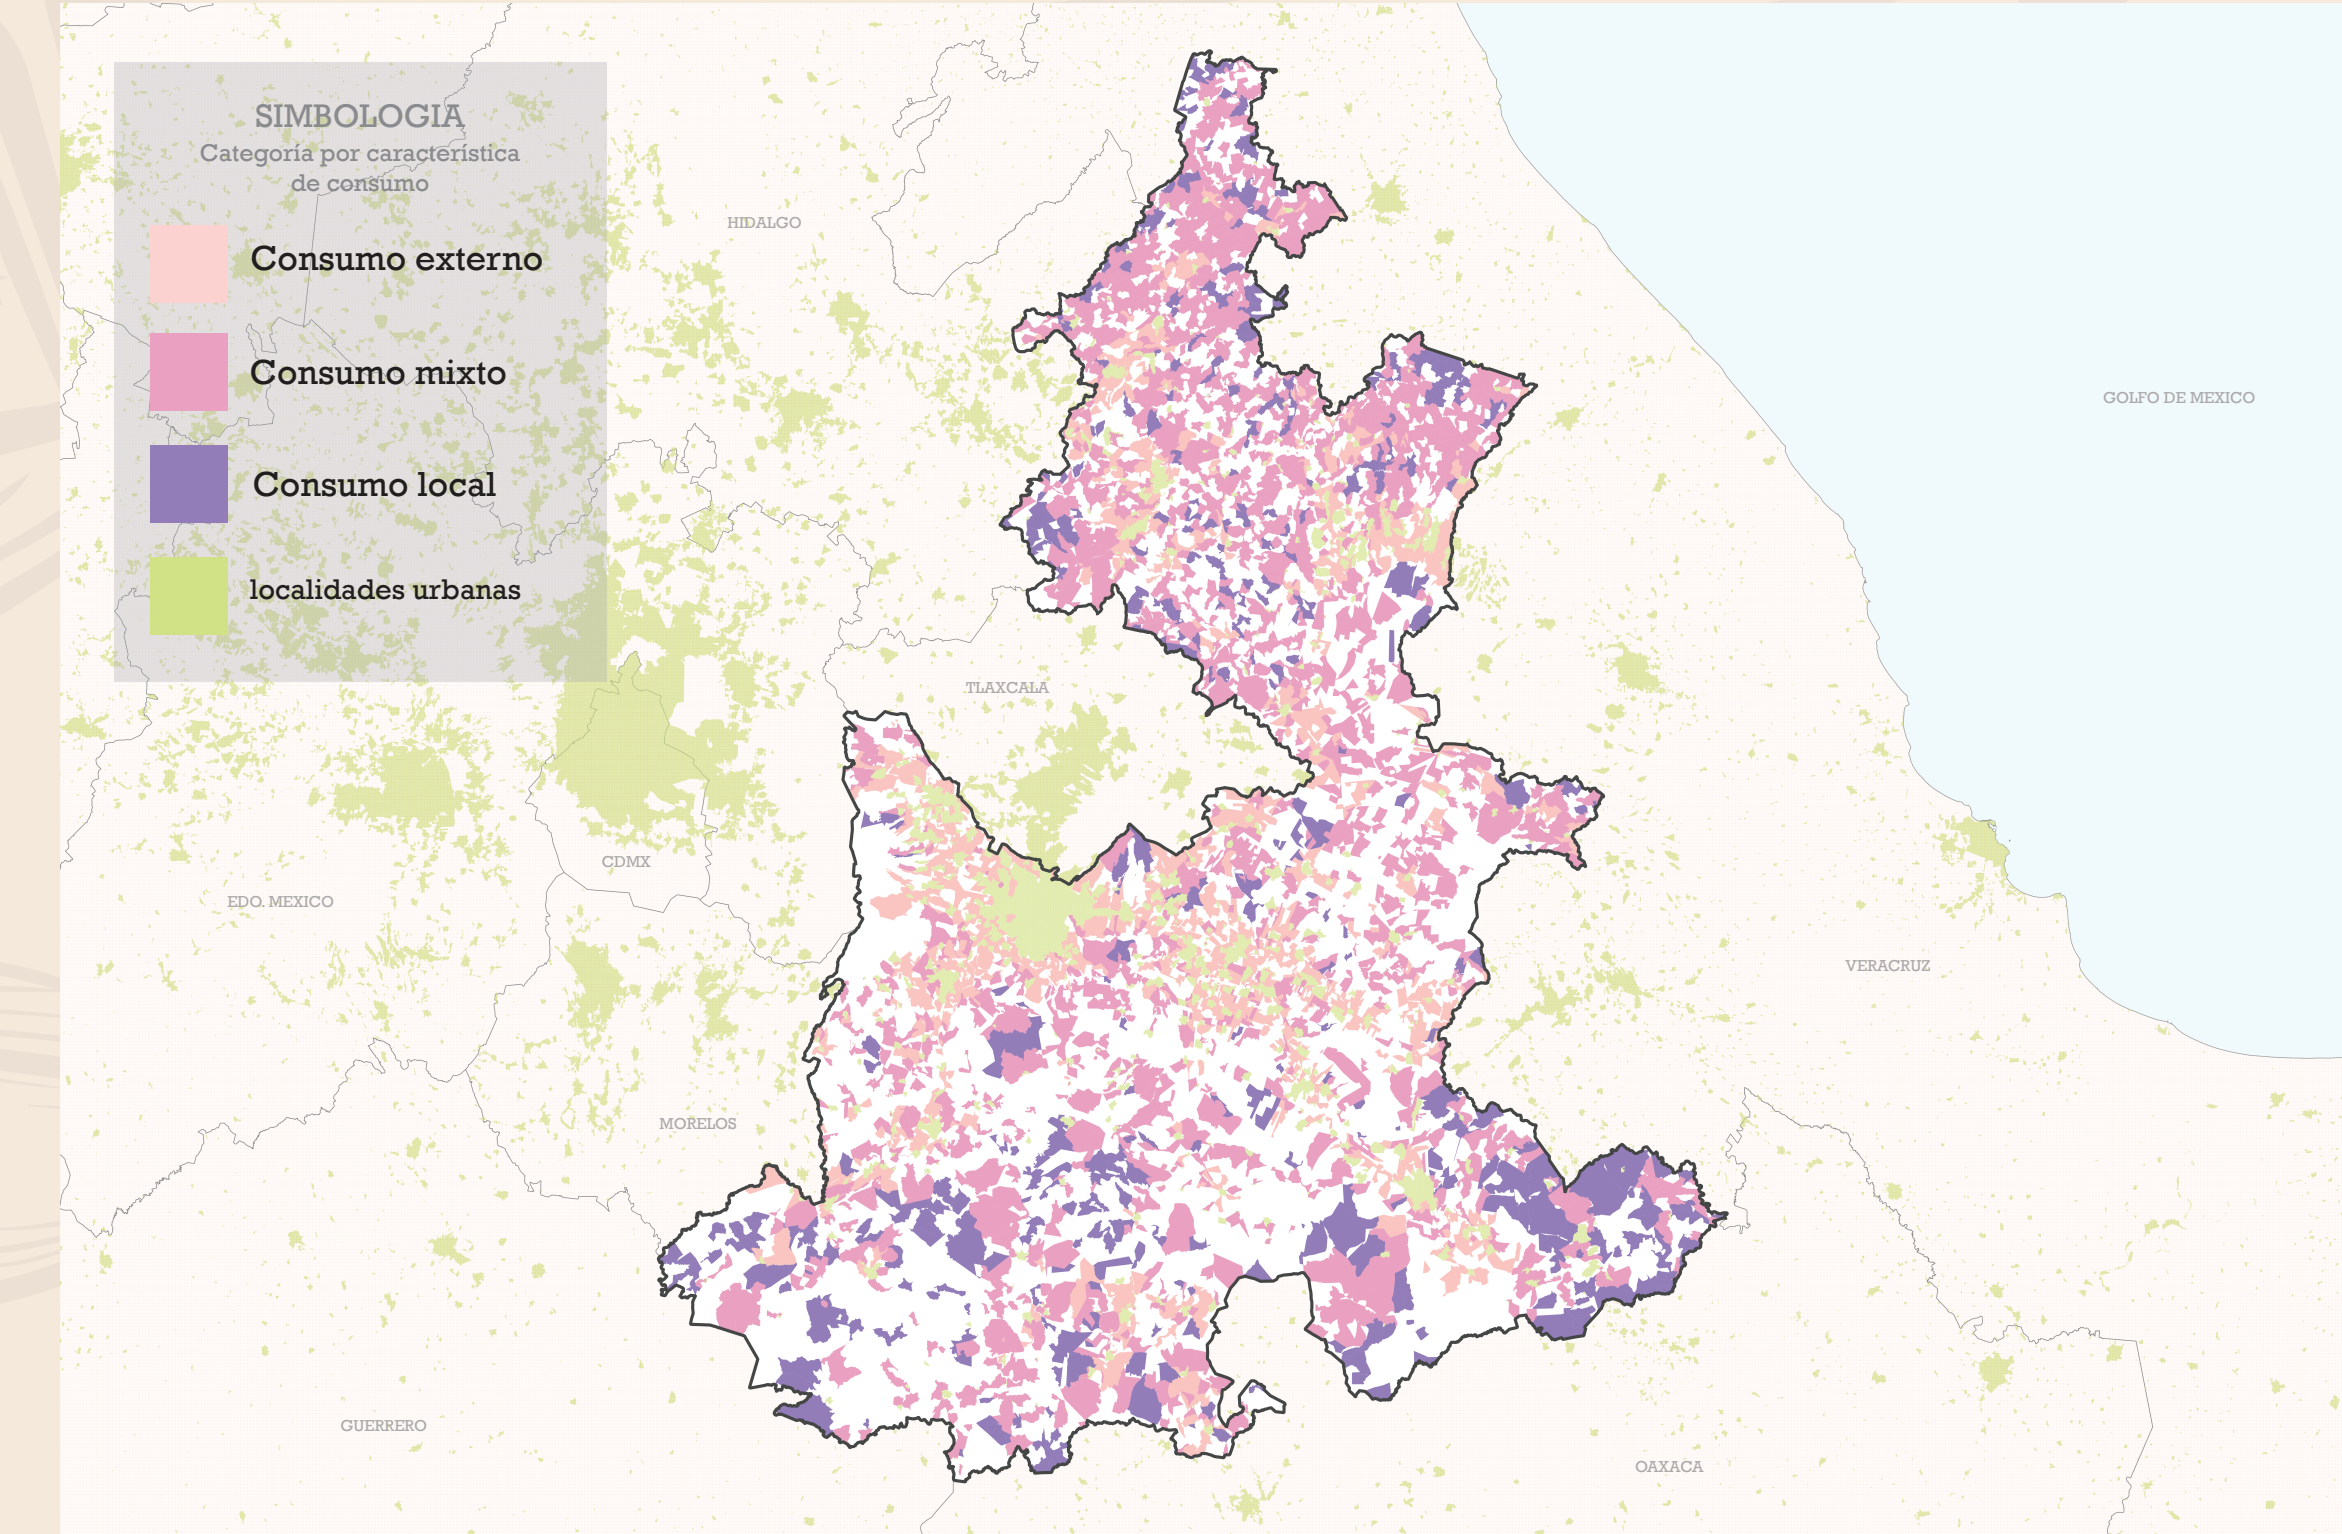 SIMBOLOGIA
Categoría por característica
de consumo
Consumo externo
Consumo mixto
Consumo local
localidades urbanas
HIDALGO
GOLFO DE MEXICO
TLAXCALA
CDMX
EDO. MEXICO
VERACRUZ
MORELOS
GUERRERO
OAXACA